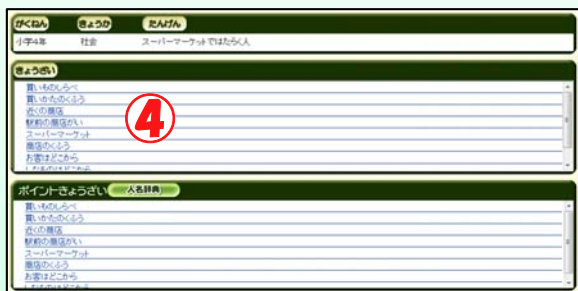 がくねん きょうか たんげん
小学4年 社会 スーパーマーケットではたらく人
きょうざい
買いものしらべ
買いかたのくふう
近くの商店
駅前の商店がい
スーパーマーケット
商店のくふう
お客はどこから
④
ポイントきょうざい 人名辞典
買いものしらべ
買いかたのくふう
近くの商店
駅前の商店がい
スーパーマーケット
商店のくふう
お客はどこから